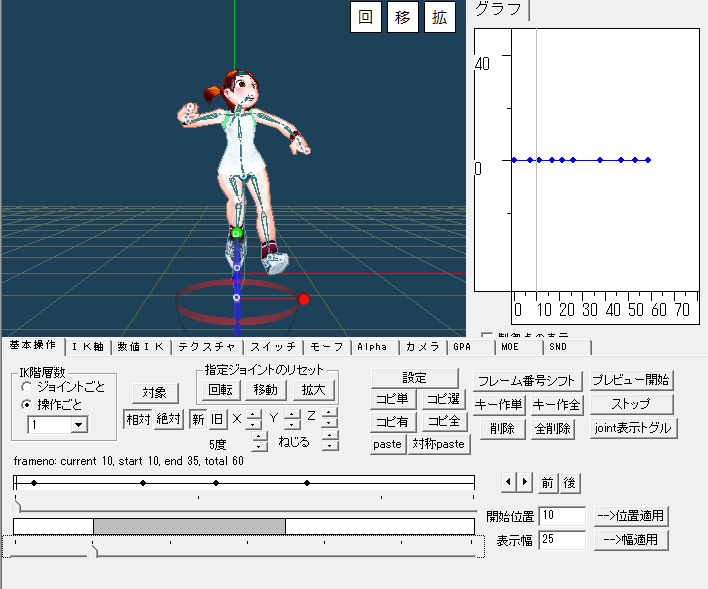 回 移 拡
グラフ
40
0
0 10 20 30 40 50 60 70
制御点の表示
基本操作 ＩＫ軸 数値ＩＫ テクスチャ スイッチ モーフ Alpha カメラ GPA MOE SND
IK階層数
ジョイントごと
操作ごと
1
対象
相対 絶対
指定ジョイントのリセット
回転 移動 拡大
新 旧 X Y Z
5度 ねじる
設定
コピ単 コピ選
コピ有 コピ全
paste 対称paste
フレーム番号シフト プレビュー開始
キー作単 キー作全 ストップ
削除 全削除 joint表示トグル
frameno: current 10, start 10, end 35, total 60
前 後
開始位置 10 -->位置適用
表示幅 25 -->幅適用